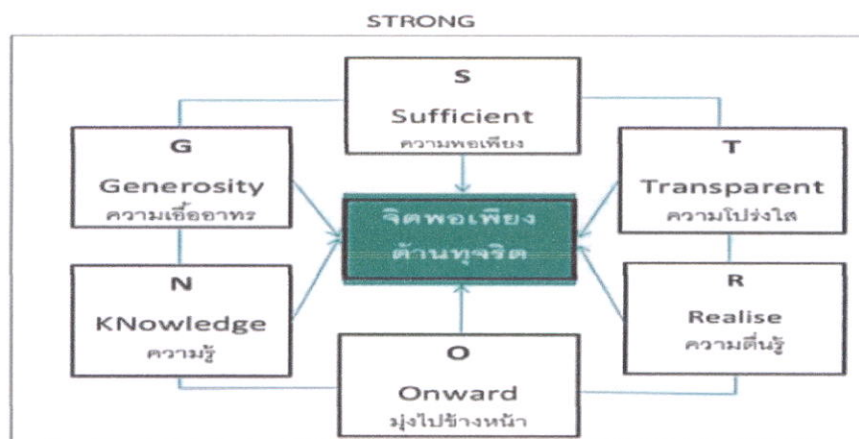 STRONG
S
Sufficient
ความพอเพียง
T
Transparent
ความโปร่งใส
R
Realise
ความตื่นรู้
O
Onward
มุ่งไปข้างหน้า
N
KNowledge
ความรู้
G
Generosity
ความเอื้ออาทร
จิตพอเพียง
ต้านทุจริต